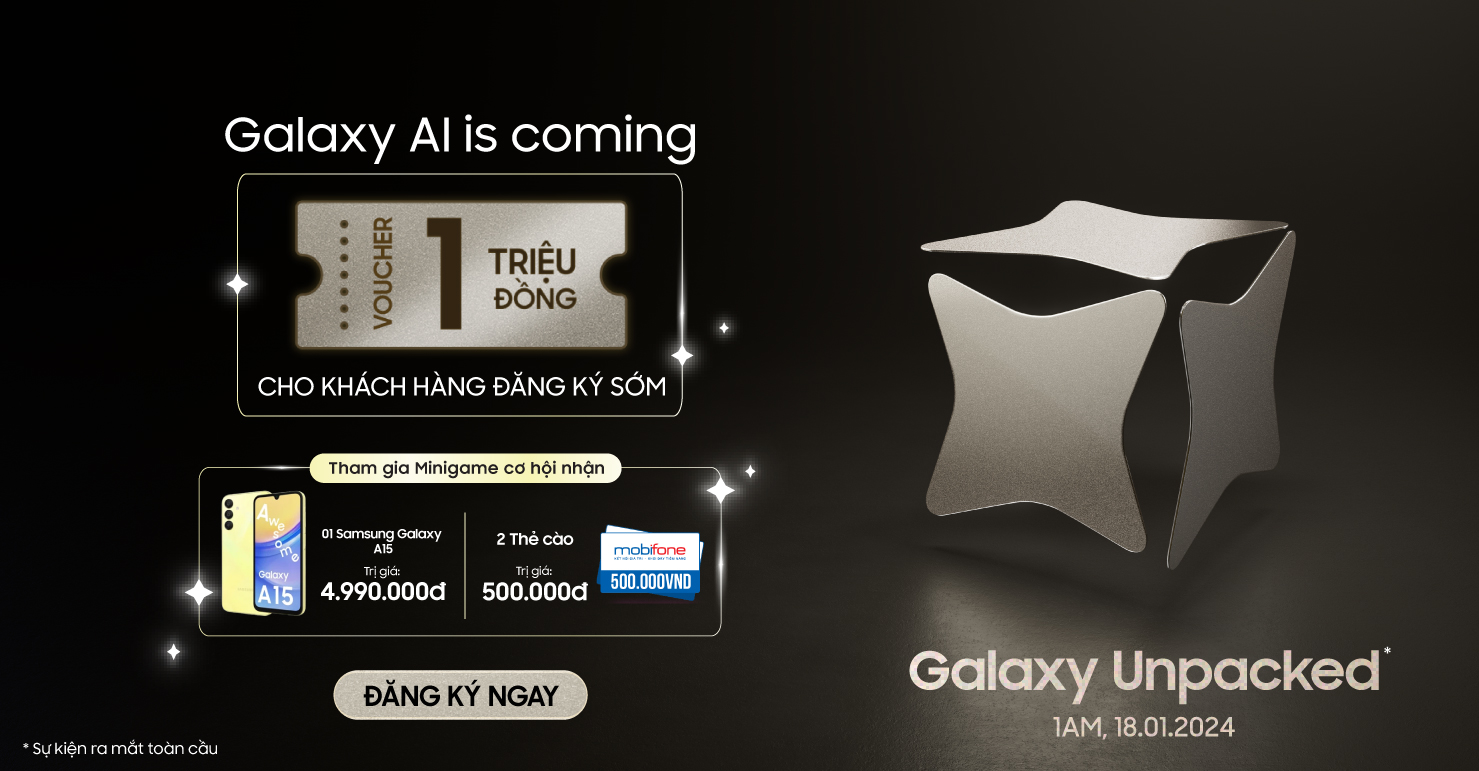 Galaxy AI is coming
VOUCHER
1
TRIỆU
ĐỒNG
CHO KHÁCH HÀNG ĐĂNG KÝ SỚM
Tham gia Minigame cơ hội nhận
Awesome
Galaxy
A15
01 Samsung Galaxy
A15
Trị giá:
4.990.000đ
2 Thẻ cào
Trị giá:
500.000đ
mobifone
500.000VND
ĐĂNG KÝ NGAY
* Sự kiện ra mắt toàn cầu
Galaxy Unpacked*
1AM, 18.01.2024